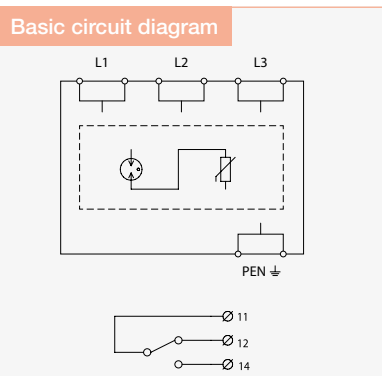 Basic circuit diagram
L1 L2 L3
PEN ⏚
11
12
14